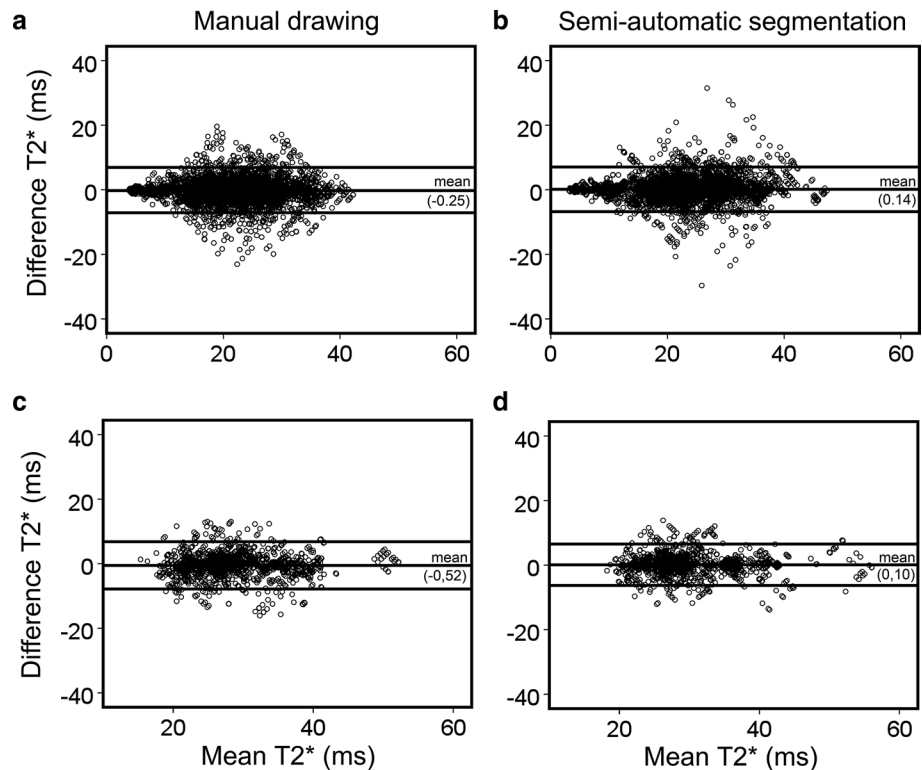 a Manual drawing
b Semi-automatic segmentation
Difference T2* (ms)
40
20
0
-20
-40
mean
(-0.25)
0 20 40 60
40
20
0
-20
-40
mean
(0.14)
0 20 40 60
c
Difference T2* (ms)
40
20
0
-20
-40
mean
(-0,52)
20 40 60
Mean T2* (ms)
d
40
20
0
-20
-40
mean
(0,10)
20 40 60
Mean T2* (ms)